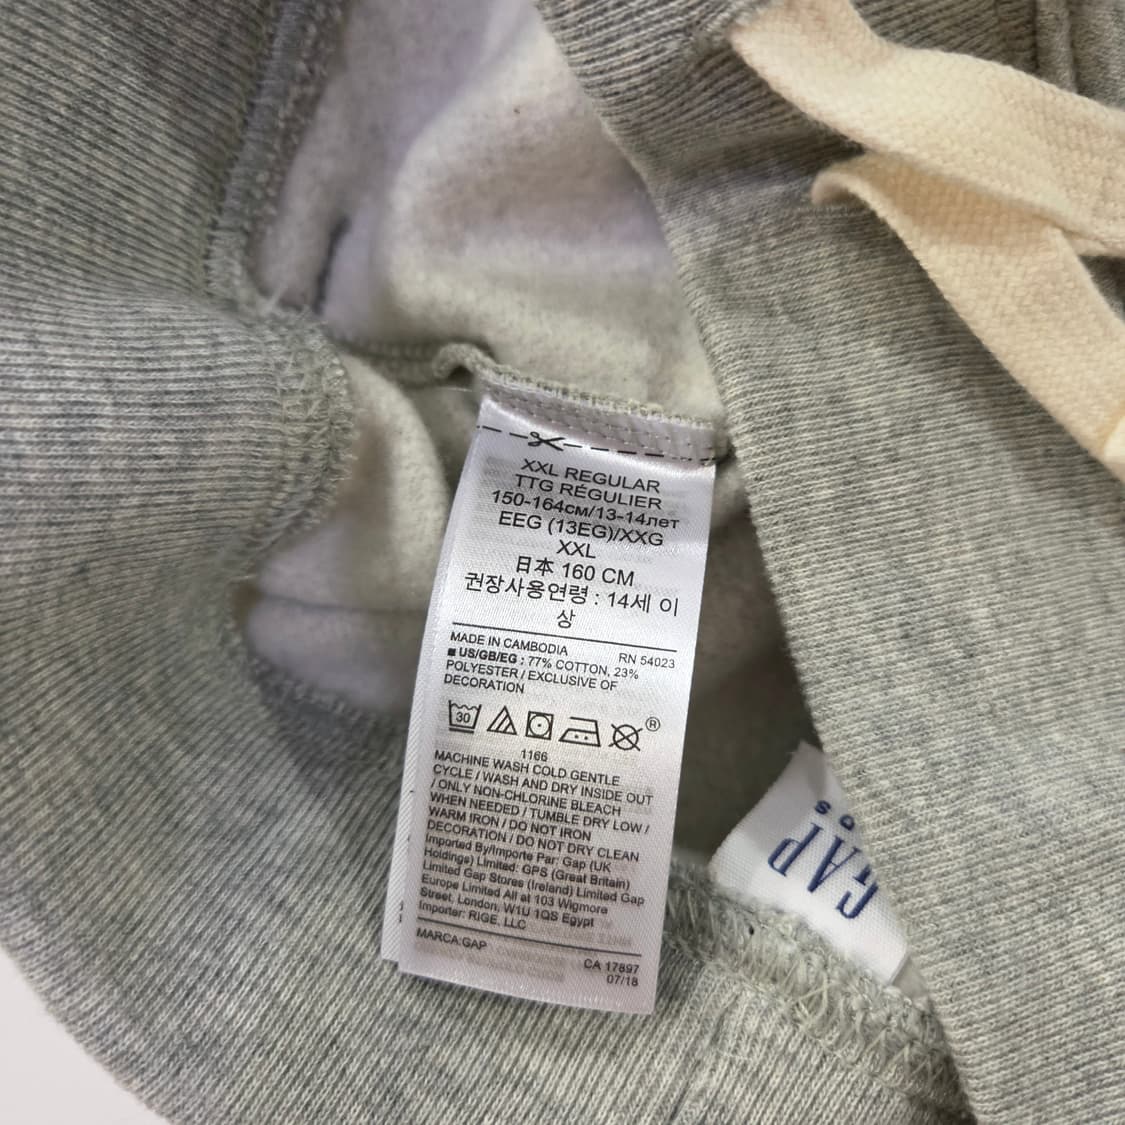 XXL REGULAR
TTG RÉGULIER
150-164см/13-14лет
EEG (13EG)/XXG
XXL
日本 160 CM
권장사용연령 : 14세 이
상
MADE IN CAMBODIA RN 54023
■ US/GB/EG : 77% COTTON, 23%
POLYESTER / EXCLUSIVE OF
DECORATION
30
®
1166
MACHINE WASH COLD GENTLE
CYCLE / WASH AND DRY INSIDE OUT
/ ONLY NON-CHLORINE BLEACH
WHEN NEEDED / TUMBLE DRY LOW /
WARM IRON / DO NOT IRON
DECORATION / DO NOT DRY CLEAN
Imported By/Importe Par: Gap (UK
Holdings) Limited: GPS (Great Britain)
Limited Gap Stores (Ireland) Limited Gap
Europe Limited All at 103 Wigmore
Street, London, W1U 1QS Egypt
Importer: RIGE, LLC
MARCA:GAP
CA 17897
07/18
GAP